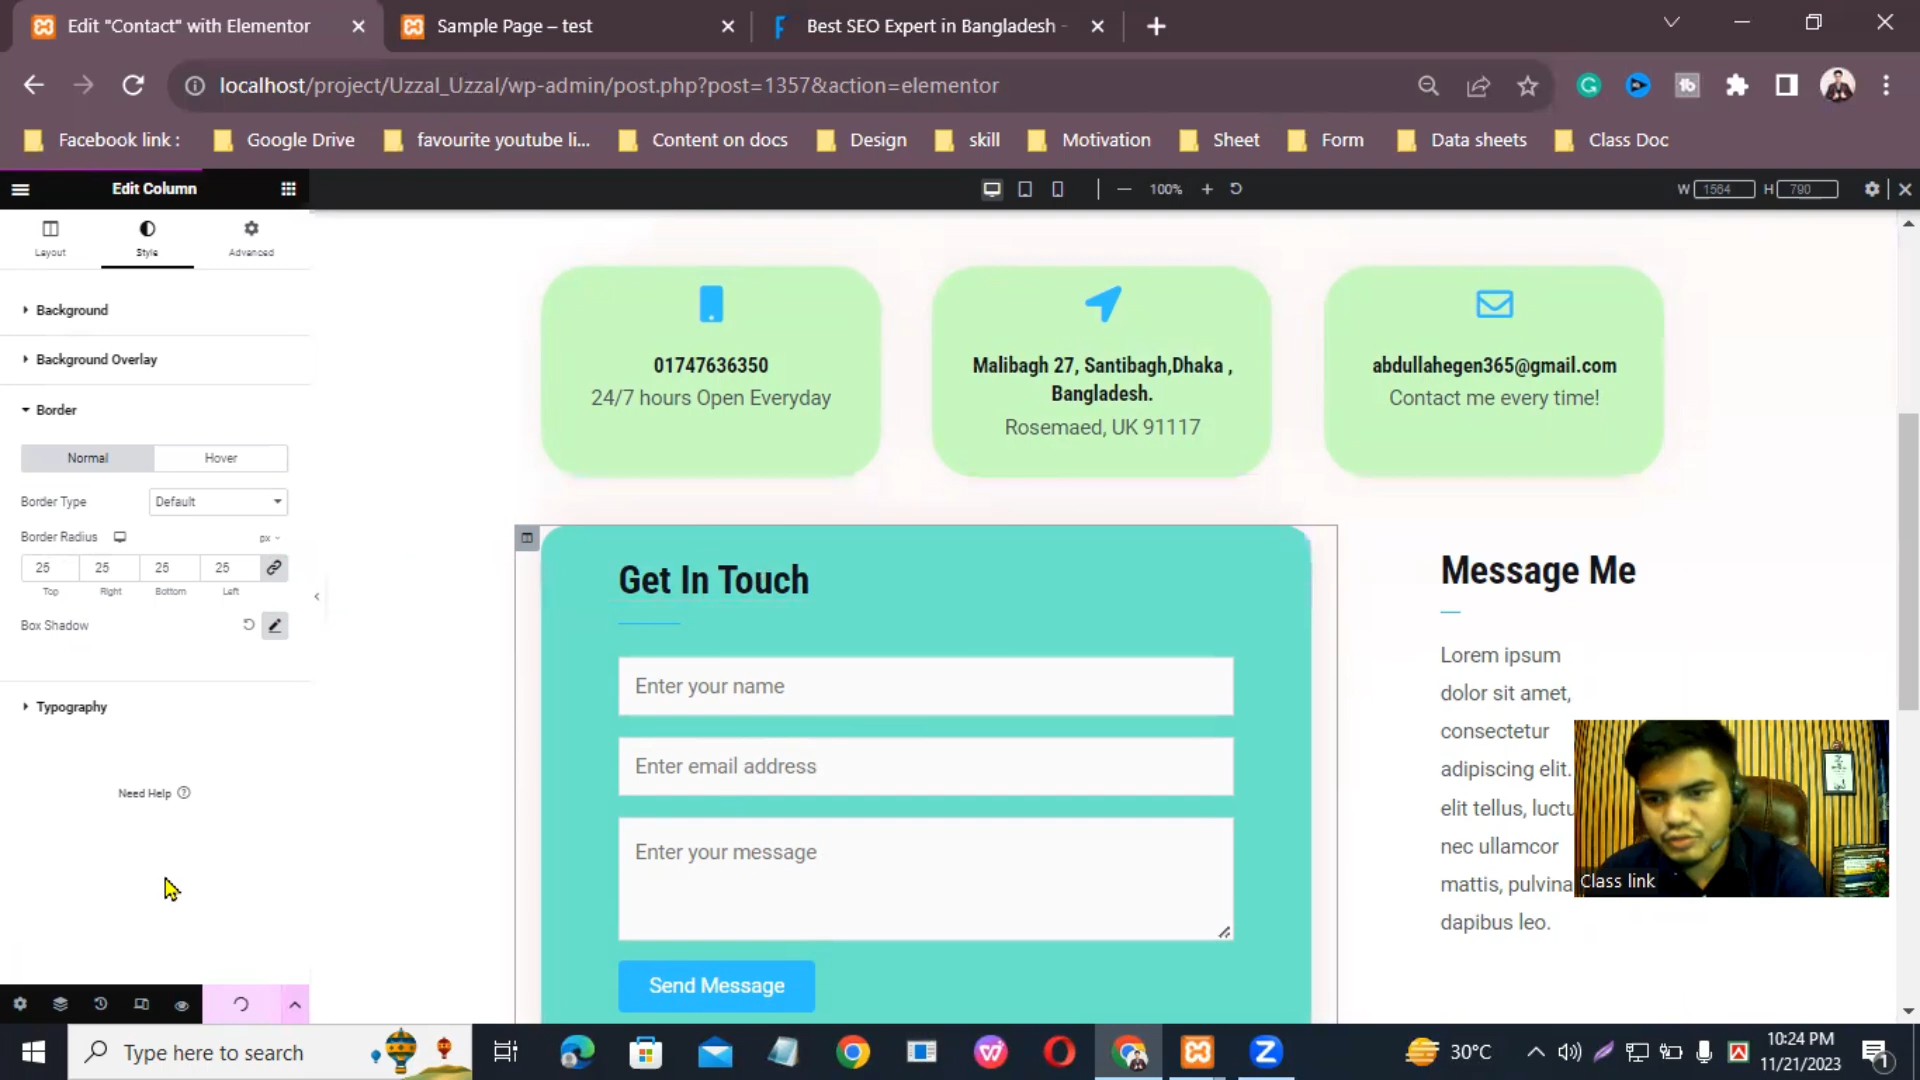 Edit "Contact" with Elementor
Sample Page – test
Best SEO Expert in Bangladesh -
localhost/project/Uzzal_Uzzal/wp-admin/post.php?post=1357&action=elementor
Facebook link :
Google Drive
favourite youtube li...
Content on docs
Design
skill
Motivation
Sheet
Form
Data sheets
Class Doc
Edit Column
100%
W 1564 H 790
Layout
Style
Advanced
Background
Background Overlay
Border
Normal
Hover
Border Type
Default
Border Radius
px
25 25 25 25
Top Right Bottom Left
Box Shadow
Typography
Need Help
01747636350
24/7 hours Open Everyday
Malibagh 27, Santibagh,Dhaka ,
Bangladesh.
Rosemaed, UK 91117
abdullahegen365@gmail.com
Contact me every time!
Get In Touch
Enter your name
Enter email address
Enter your message
Send Message
Message Me
Lorem ipsum
dolor sit amet,
consectetur
adipiscing elit.
elit tellus, luctu
nec ullamcor
mattis, pulvina
dapibus leo.
Class link
Type here to search
30°C
10:24 PM
11/21/2023
1